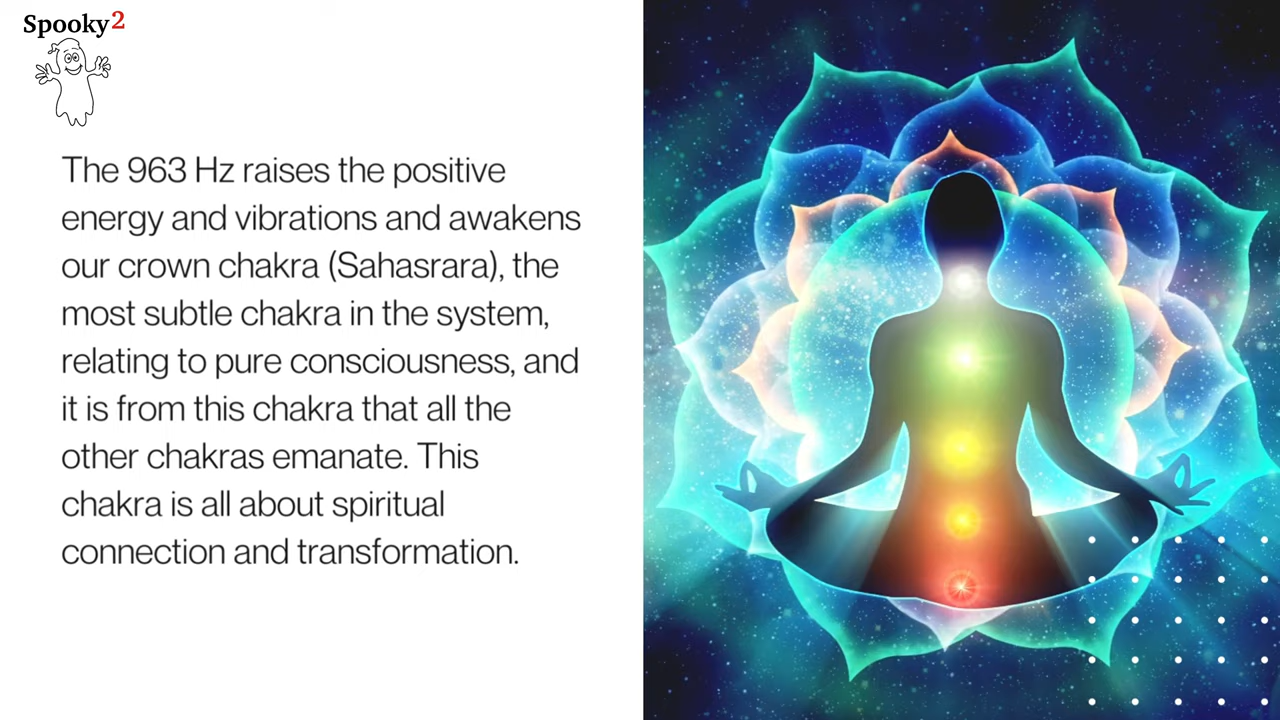 Spooky2
The 963 Hz raises the positive
energy and vibrations and awakens
our crown chakra (Sahasrara), the
most subtle chakra in the system,
relating to pure consciousness, and
it is from this chakra that all the
other chakras emanate. This
chakra is all about spiritual
connection and transformation.